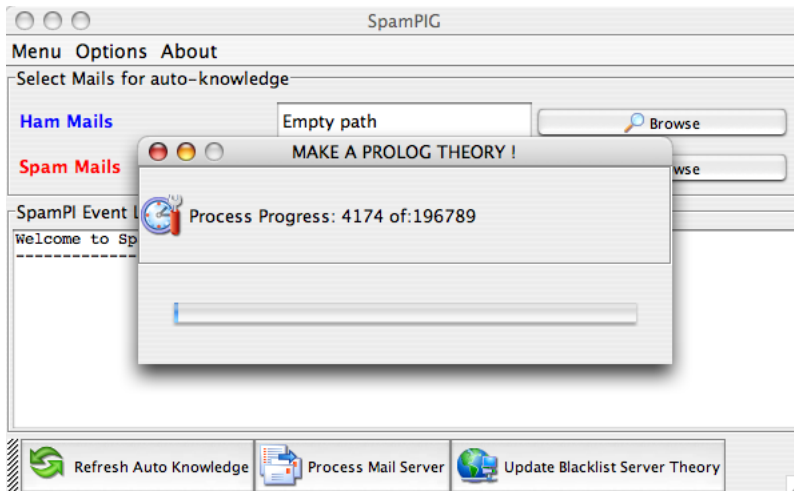 SpamPIG
Menu Options About
Select Mails for auto-knowledge
Ham Mails Empty path Browse
MAKE A PROLOG THEORY !
Spam Mails wse
Process Progress: 4174 of:196789
SpamPI Event L
Welcome to Sp
--------------
Refresh Auto Knowledge Process Mail Server Update Blacklist Server Theory